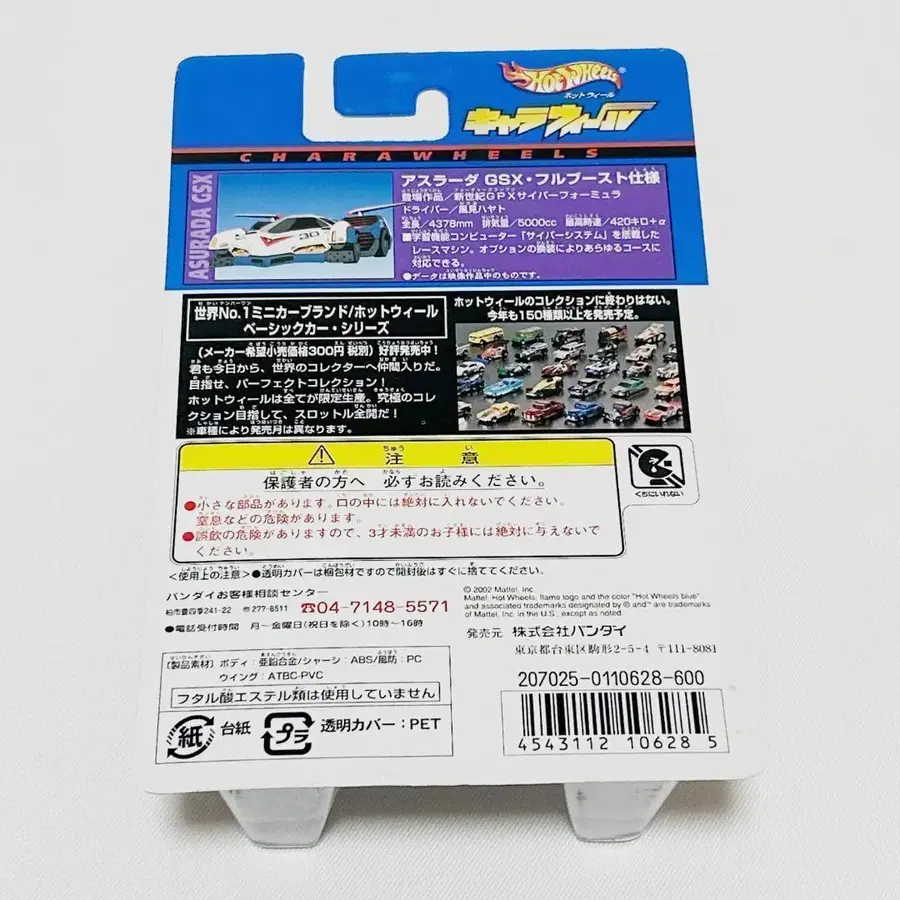 HOT WHEELS®
ホットウィール
キャラウィール
CHARAWHEELS
ASURADA GSX
アスラーダ GSX・フルブースト仕様
登場作品/新世紀GPXサイバーフォーミュラ
ドライバー/風見ハヤト
全長/4378mm 排気量/5000cc 最高時速/420キロ+α
■学習機能コンピューター「サイバーシステム」を搭載した
レースマシン。オプションの換装によりあらゆるコースに
対応できる。
●データは映像作品中のものです。
世界No.1ミニカーブランド/ホットウィール
ベーシックカー・シリーズ
(メーカー希望小売価格300円 税別)好評発売中!
君も今日から、世界のコレクターへ仲間入りだ。
目指せ、パーフェクトコレクション!
ホットウィールは全てが限定生産。究極のコレ
クション目指して、スロットル全開だ!
※車種により発売月は異なります。
ホットウィールのコレクションに終わりはない。
今年も150種類以上を発売予定。
注意
保護者の方へ 必ずお読みください。
●小さな部品があります。口の中には絶対に入れないでください。
窒息などの危険があります。
●誤飲の危険がありますので、3才未満のお子様には絶対に与えないで
ください。
くちにいれない
<使用上の注意>●透明カバーは梱包材ですので開封後はすぐに捨ててください。
バンダイお客様相談センター
柏市豊四季241-22 〒277-8511 ☎04-7148-5571
●電話受付時間 月~金曜日(祝日を除く)10時~16時
© 2002 Mattel, Inc.
Mattel, Hot Wheels, flame logo and the color "Hot Wheels blue",
and associated trademarks designated by ® and ™ are trademarks
of Mattel, Inc. in the U.S., except as noted.
発売元 株式会社バンダイ
東京都台東区駒形2-5-4 〒111-8081
[製品素材] ボディ:亜鉛合金/シャーシ:ABS/風防:PC
ウイング:ATBC-PVC
フタル酸エステル類は使用していません
紙 台紙 プラ 透明カバー:PET
207025-0110628-600
4543112 10628 5